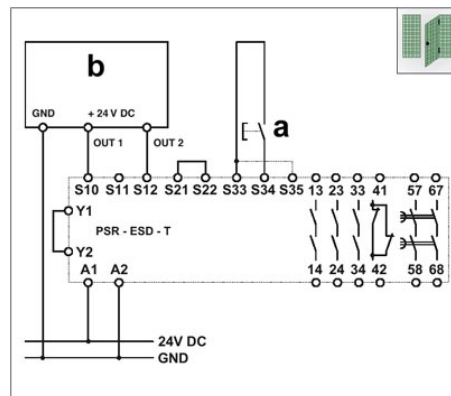 b
GND + 24 V DC
OUT 1 OUT 2
a
S10 S11 S12 S21 S22 S33 S34 S35 13 23 33 41 57 67
Y1
PSR - ESD - T
Y2
A1 A2 14 24 34 42 58 68
24V DC
GND